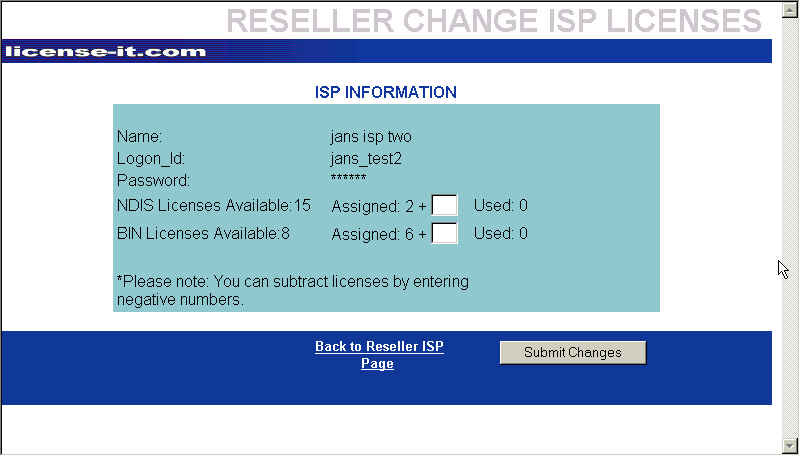 RESELLER CHANGE ISP LICENSES
license-it.com
ISP INFORMATION
Name: jans isp two
Logon_Id: jans_test2
Password: ******
NDIS Licenses Available:15 Assigned: 2 + Used: 0
BIN Licenses Available:8 Assigned: 6 + Used: 0
*Please note: You can subtract licenses by entering
negative numbers.
Back to Reseller ISP
Page
Submit Changes